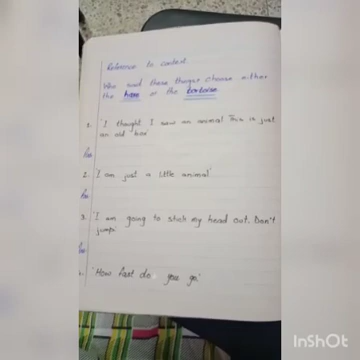 Reference to context
Who said these things choose either
the hare or the tortoise.
1. "I thought I saw an animal This is just
an old box"
2. I am just a little animal"
3. "I am going to stick my head out. Don't
jump"
"How fast do you go"
InShOt